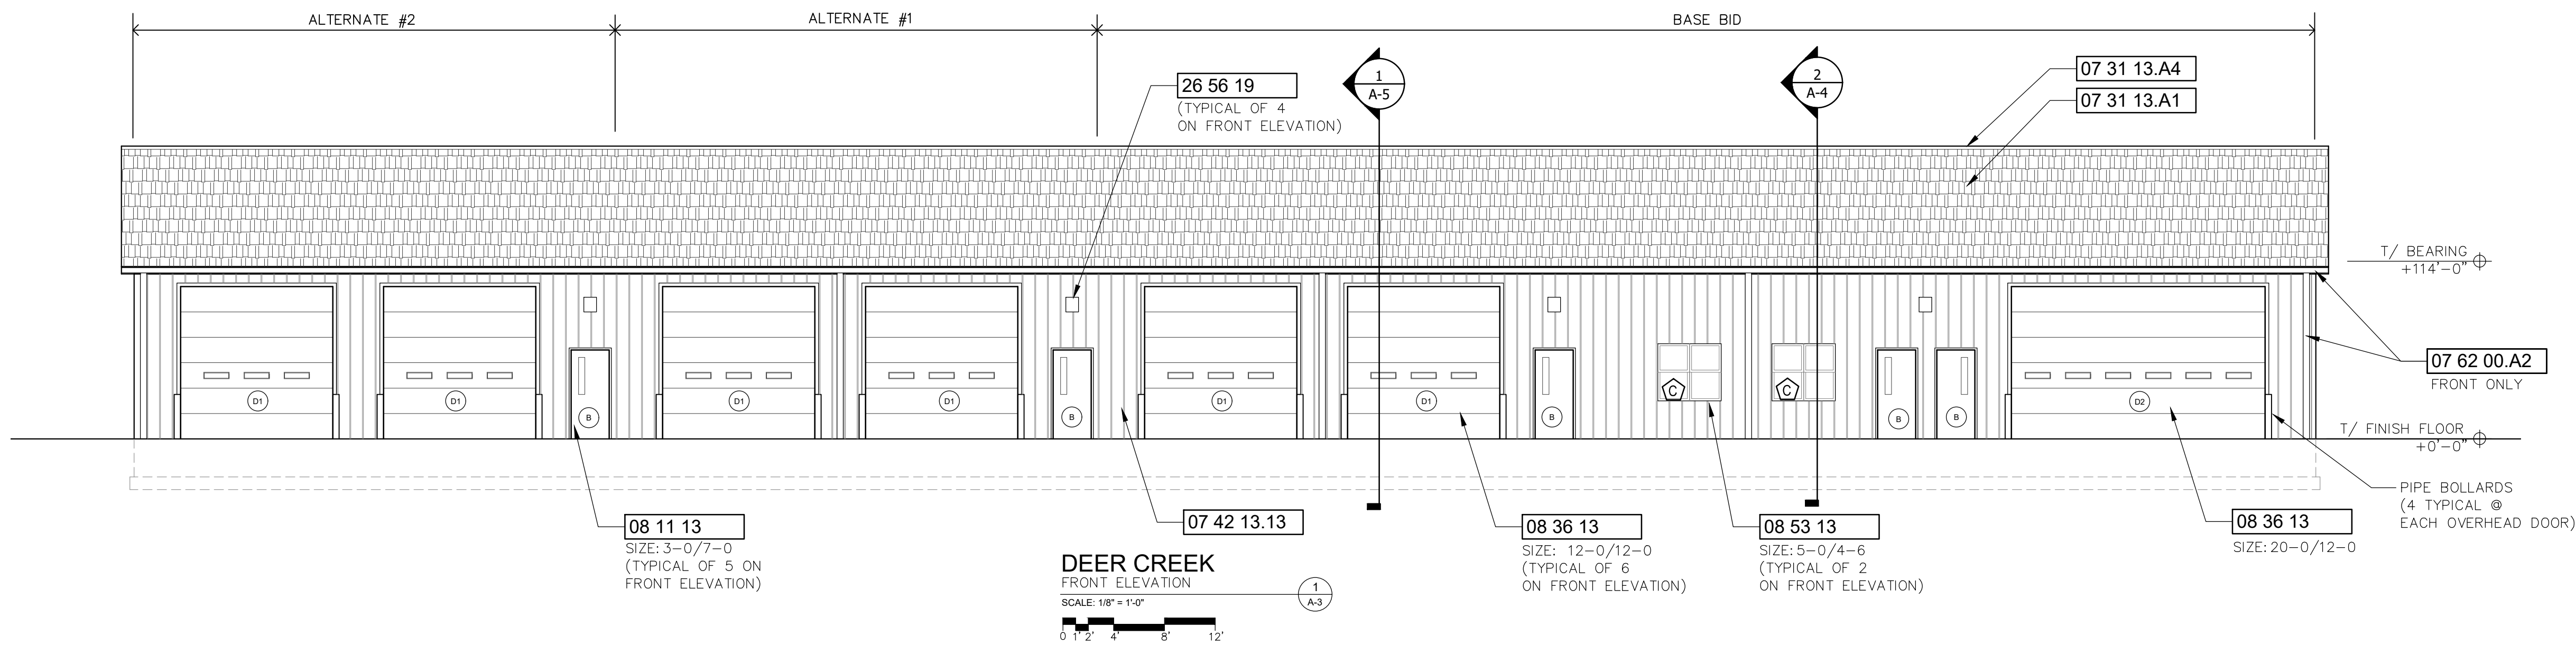 ALTERNATE #2
ALTERNATE #1
BASE BID
26 56 19
(TYPICAL OF 4
ON FRONT ELEVATION)
1
A-5
2
A-4
07 31 13.A4
07 31 13.A1
T/ BEARING
+114'-0"
07 62 00.A2
FRONT ONLY
D1
D1
B
D1
D1
B
D1
D1
B
C
C
B
B
D2
T/ FINISH FLOOR
+0'-0"
PIPE BOLLARDS
(4 TYPICAL @
EACH OVERHEAD DOOR)
08 11 13
SIZE: 3-0/7-0
(TYPICAL OF 5 ON
FRONT ELEVATION)
07 42 13.13
08 36 13
SIZE: 12-0/12-0
(TYPICAL OF 6
ON FRONT ELEVATION)
08 53 13
SIZE: 5-0/4-6
(TYPICAL OF 2
ON FRONT ELEVATION)
08 36 13
SIZE: 20-0/12-0
DEER CREEK
FRONT ELEVATION
SCALE: 1/8" = 1'-0"
1
A-3
0 1' 2' 4' 8' 12'